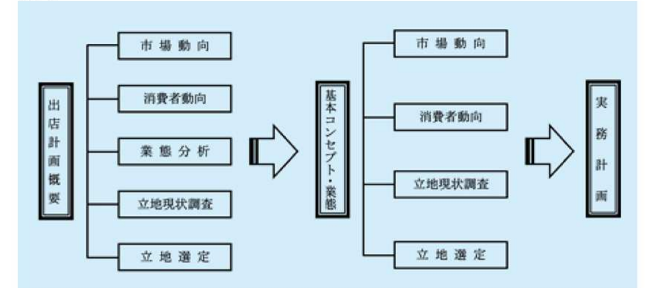 出店計画概要
市場動向
消費者動向
業態分析
立地現状調査
立地選定
基本コンセプト・業態
市場動向
消費者動向
立地現状調査
立地選定
実務計画